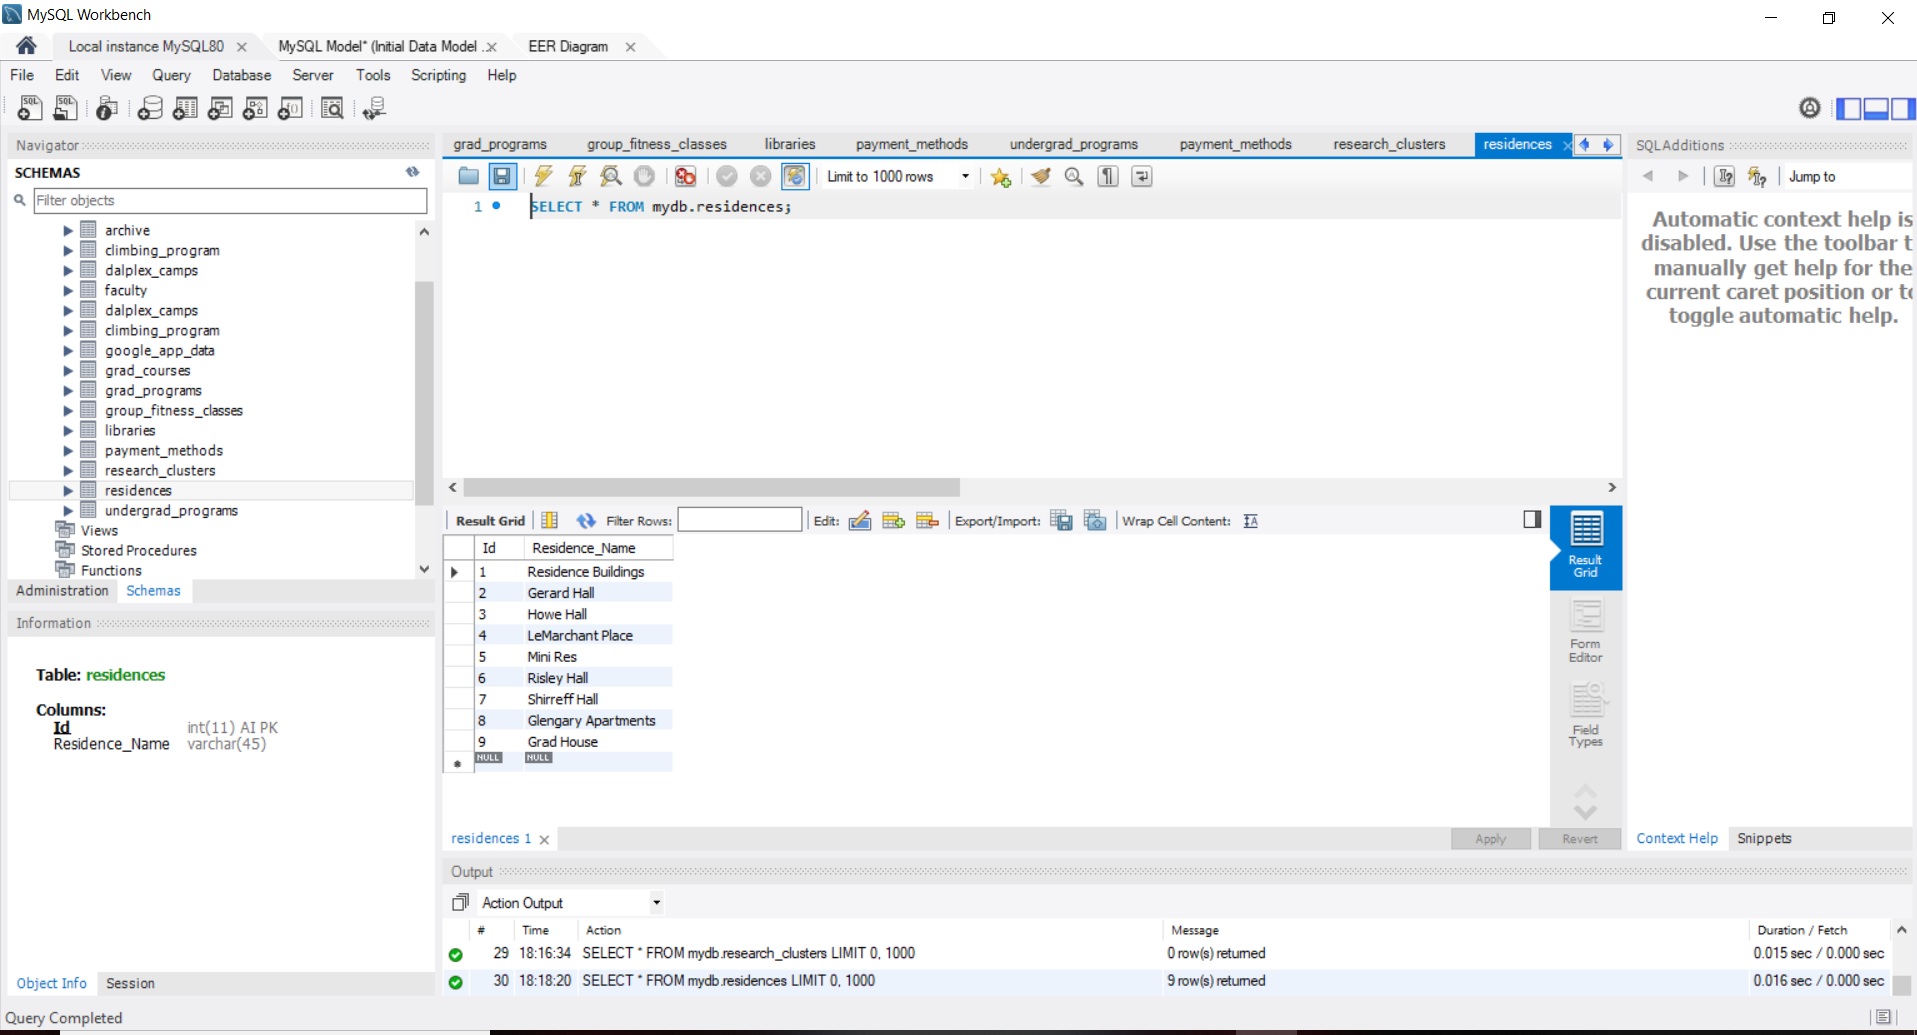 MySQL Workbench
Local instance MySQL80
MySQL Model* (Initial Data Model .
EER Diagram
File Edit View Query Database Server Tools Scripting Help
Navigator
SCHEMAS
Filter objects
archive
climbing_program
dalplex_camps
faculty
dalplex_camps
climbing_program
google_app_data
grad_courses
grad_programs
group_fitness_classes
libraries
payment_methods
research_clusters
residences
undergrad_programs
Views
Stored Procedures
Functions
Administration Schemas
Information
Table: residences
Columns:
Id int(11) AI PK
Residence_Name varchar(45)
Object Info Session
grad_programs group_fitness_classes libraries payment_methods undergrad_programs payment_methods research_clusters residences
Limit to 1000 rows
1 SELECT * FROM mydb.residences;
Result Grid Filter Rows: Edit: Export/Import: Wrap Cell Content:
Id Residence_Name
1 Residence Buildings
2 Gerard Hall
3 Howe Hall
4 LeMarchant Place
5 Mini Res
6 Risley Hall
7 Shirreff Hall
8 Glengary Apartments
9 Grad House
NULL NULL
Result
Grid
Form
Editor
Field
Types
residences 1
Apply Revert
SQLAdditions
Jump to
Automatic context help is
disabled. Use the toolbar t
manually get help for the
current caret position or to
toggle automatic help.
Context Help Snippets
Output
Action Output
# Time Action Message Duration / Fetch
29 18:16:34 SELECT * FROM mydb.research_clusters LIMIT 0, 1000 0 row(s) returned 0.015 sec / 0.000 sec
30 18:18:20 SELECT * FROM mydb.residences LIMIT 0, 1000 9 row(s) returned 0.016 sec / 0.000 sec
Query Completed